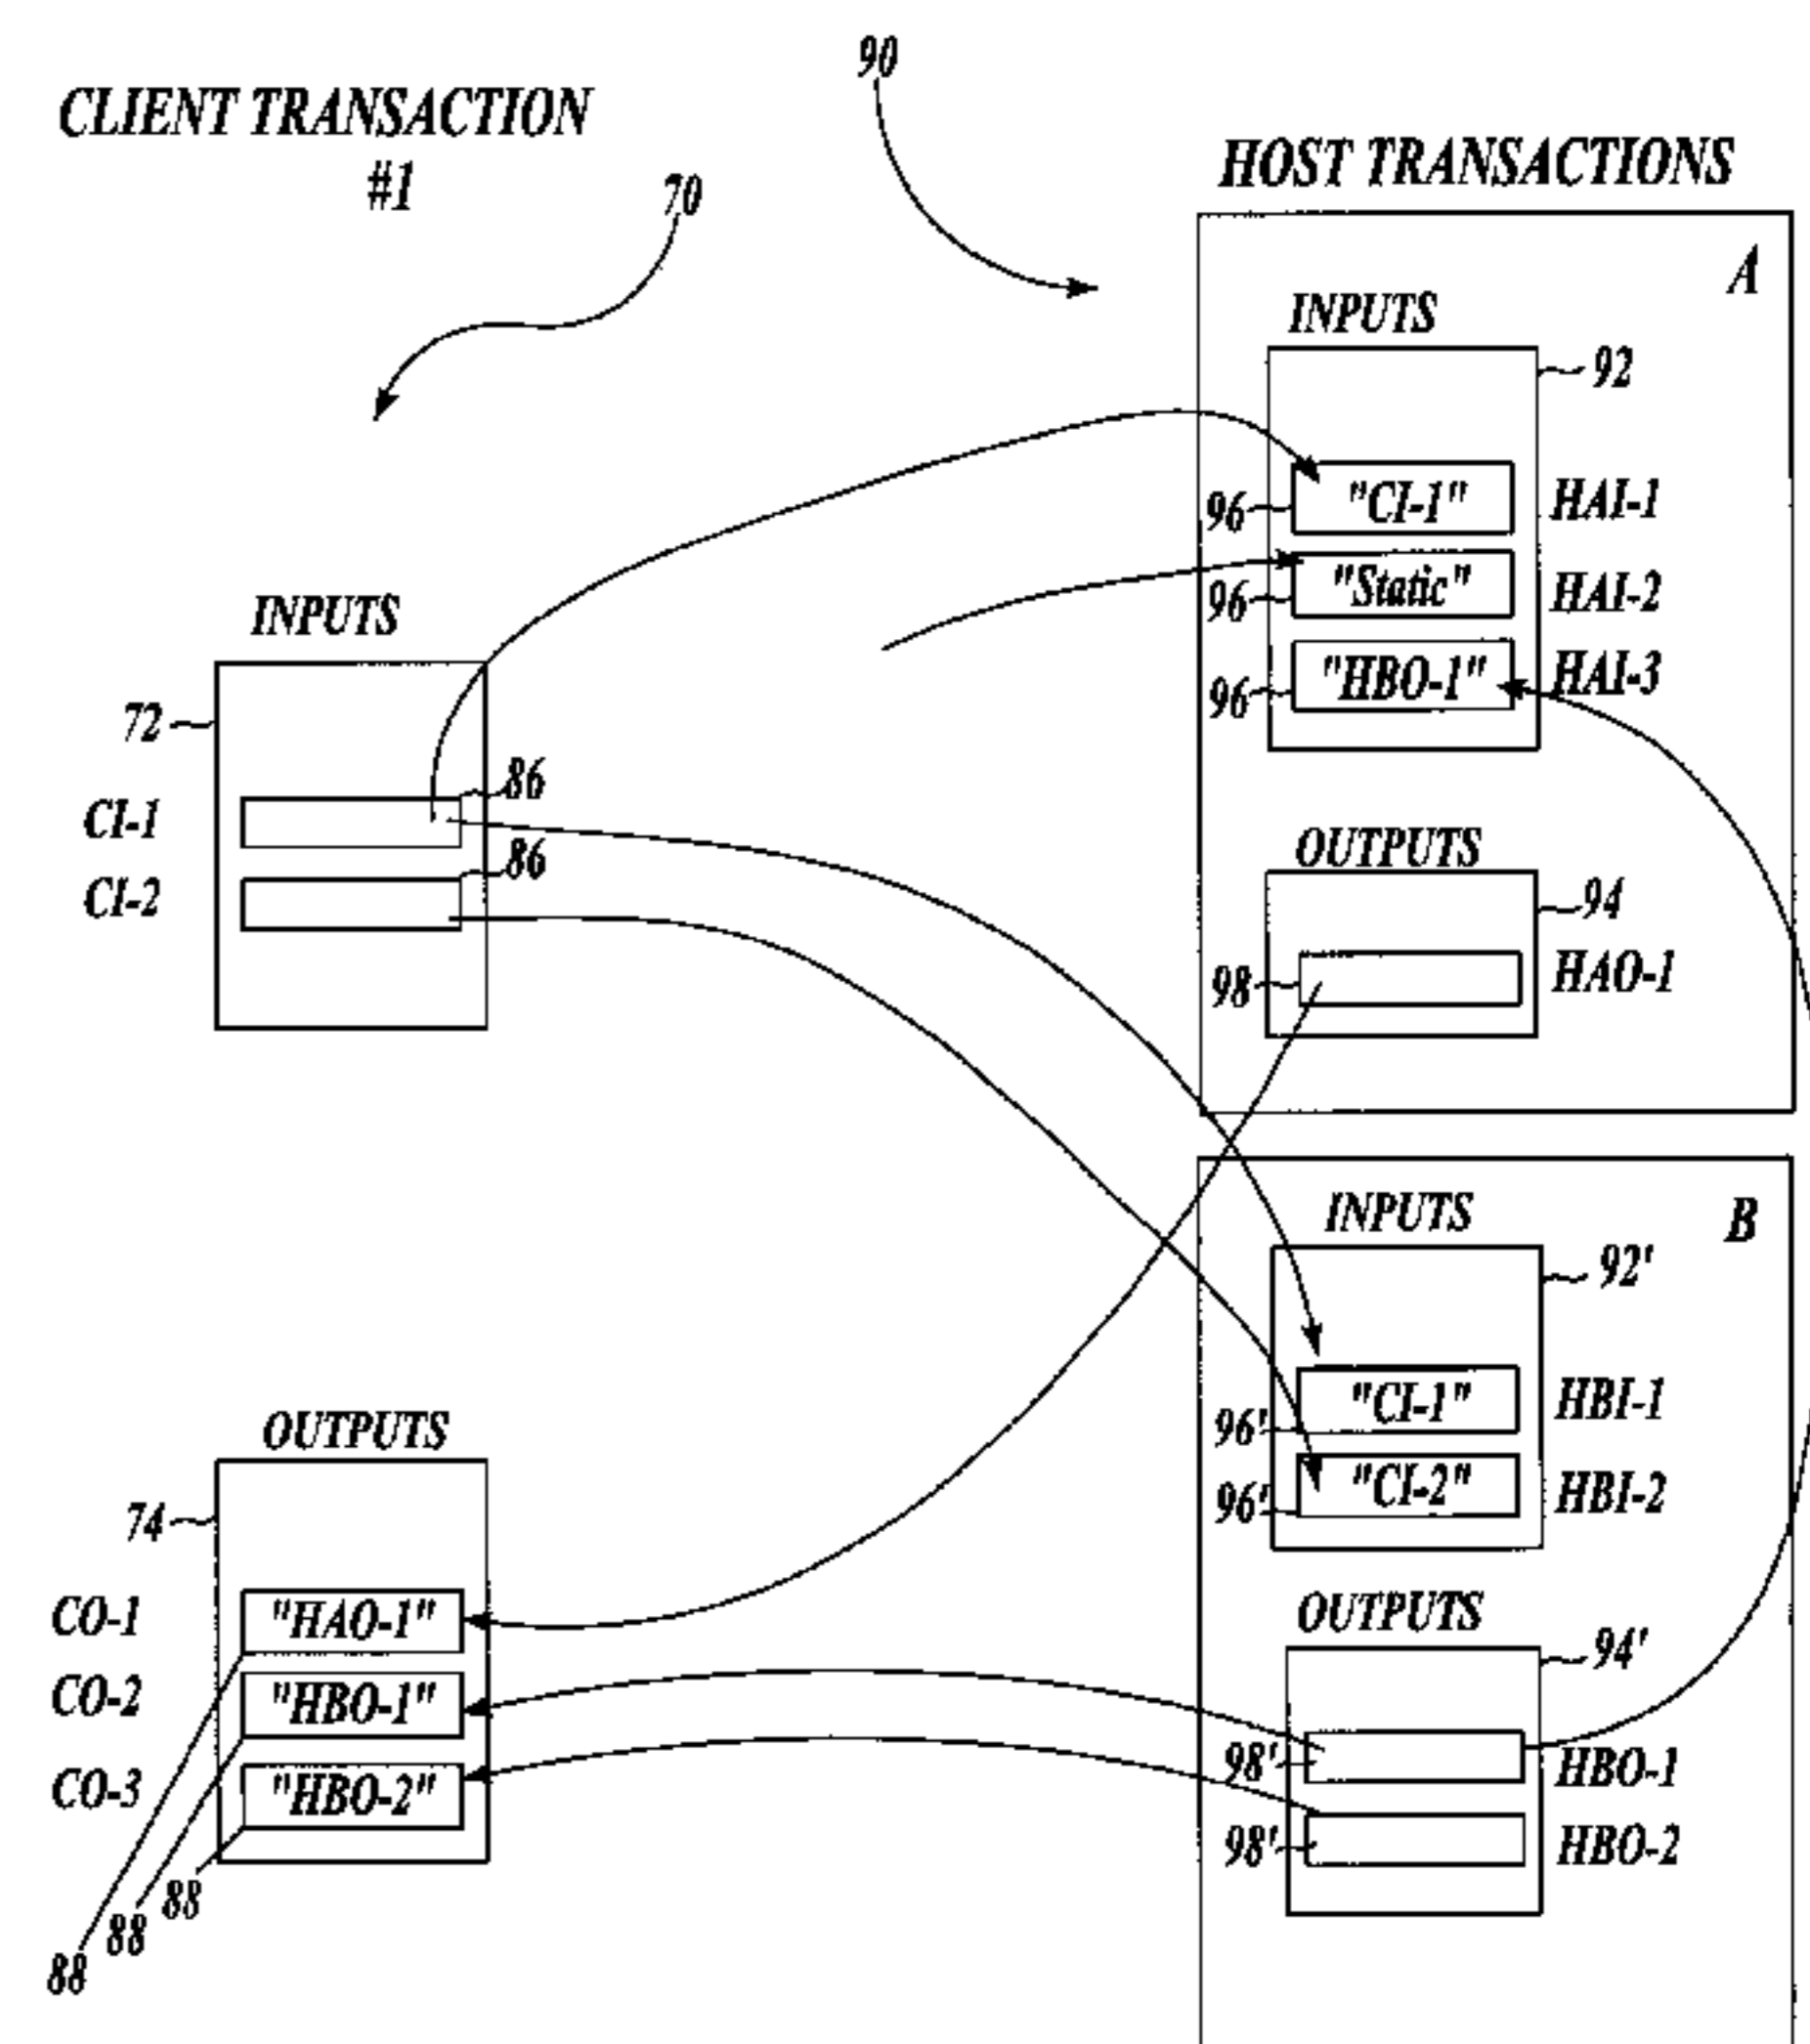 CLIENT TRANSACTION
#1
70
90
HOST TRANSACTIONS
A
INPUTS
92
96
"CI-1"
HAI-1
96
"Static"
HAI-2
96
"HBO-1"
HAI-3
OUTPUTS
94
98
HAO-1
INPUTS
72
86
CI-1
86
CI-2
B
INPUTS
92'
96'
"CI-1"
HBI-1
96'
"CI-2"
HBI-2
OUTPUTS
94'
98'
HBO-1
98'
HBO-2
OUTPUTS
74
CO-1
"HAO-1"
CO-2
"HBO-1"
CO-3
"HBO-2"
88
88
88